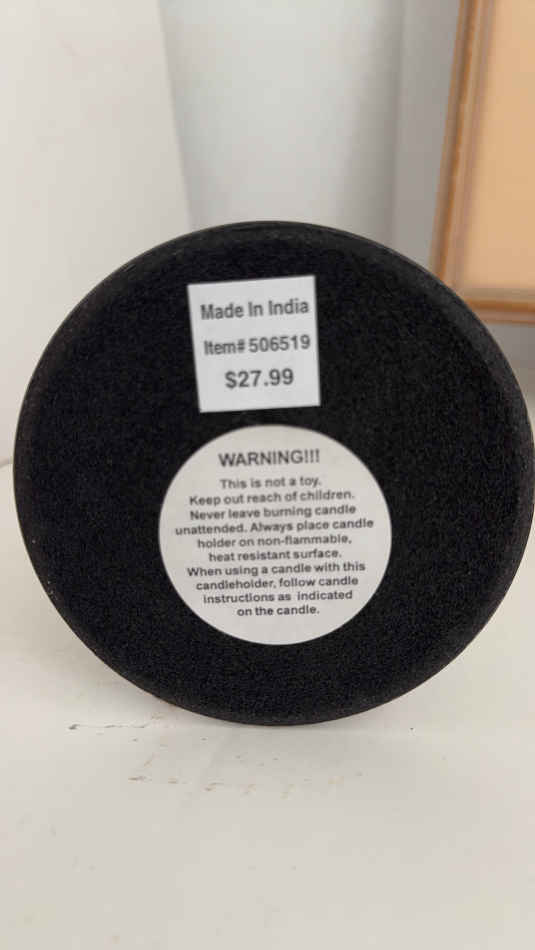 Made In India
Item# 506519
$27.99
WARNING!!!
This is not a toy.
Keep out reach of children.
Never leave burning candle
unattended. Always place candle
holder on non-flammable,
heat resistant surface.
When using a candle with this
candleholder, follow candle
instructions as indicated
on the candle.